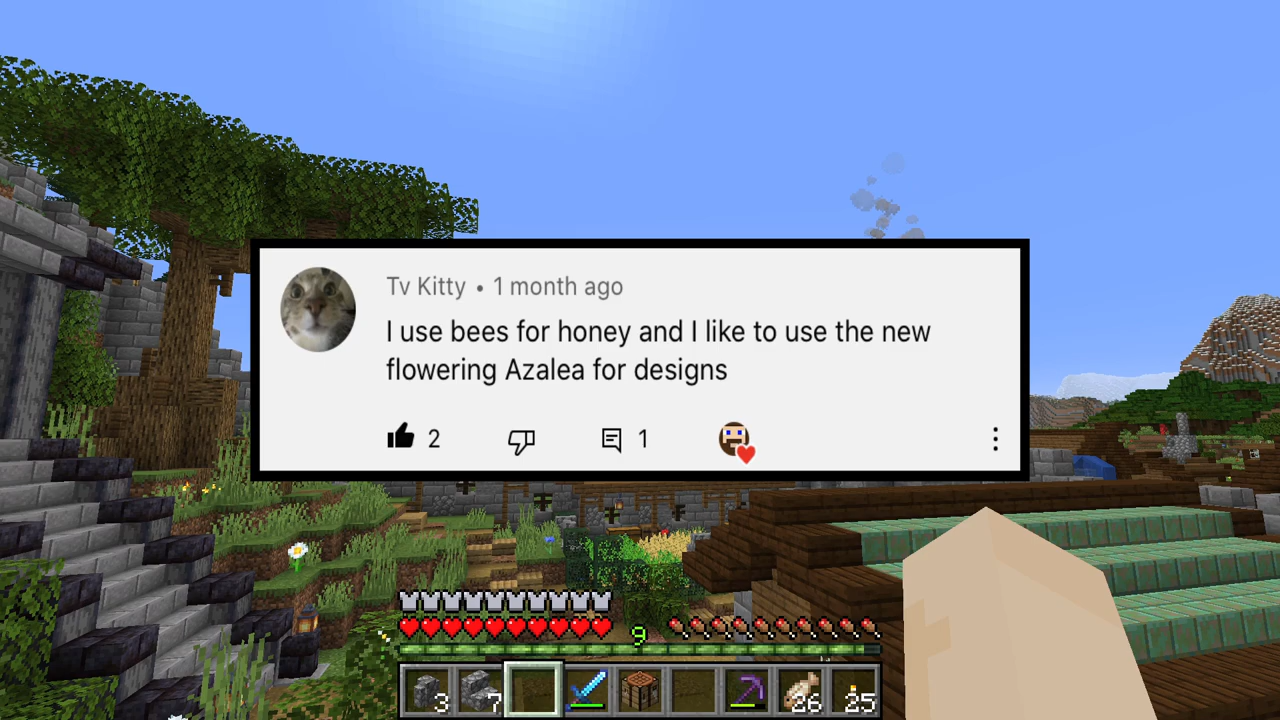 Tv Kitty • 1 month ago
I use bees for honey and I like to use the new
flowering Azalea for designs
2 1
9
3 7 26 25